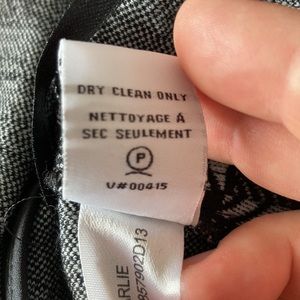 DRY CLEAN ONLY
NETTOYAGE À
SEC SEULEMENT
P
V#00415